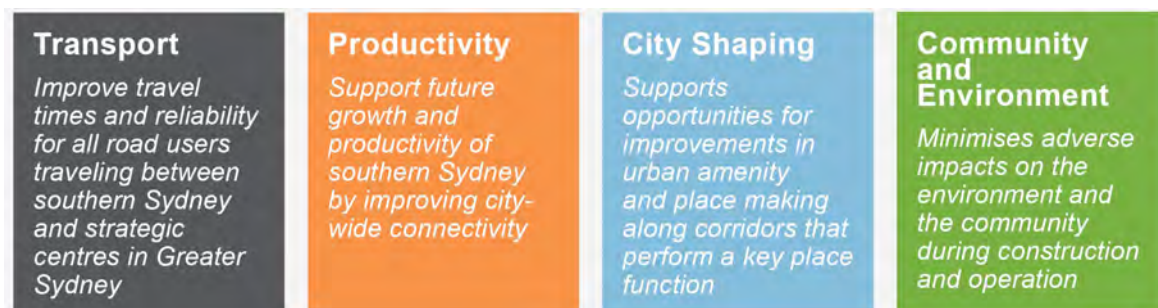 Transport
Improve travel
times and reliability
for all road users
traveling between
southern Sydney
and strategic
centres in Greater
Sydney
Productivity
Support future
growth and
productivity of
southern Sydney
by improving city-
wide connectivity
City Shaping
Supports
opportunities for
improvements in
urban amenity
and place making
along corridors that
perform a key place
function
Community
and
Environment
Minimises adverse
impacts on the
environment and
the community
during construction
and operation